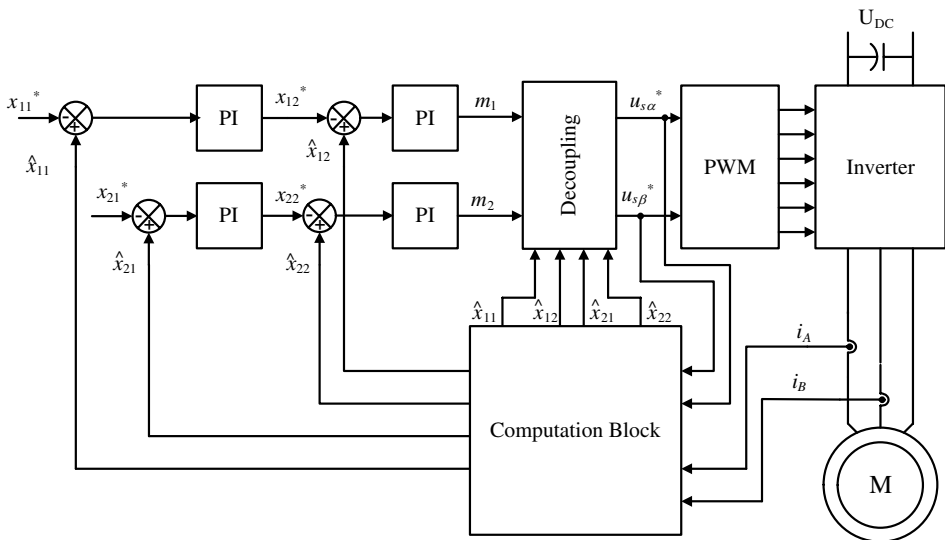 U_DC
x_11* PI x_12* PI m_1 u_sα*
- + - +
x̂_11 x̂_12 Decoupling PWM Inverter
x_21* PI x_22* PI m_2 u_sβ*
- + - +
x̂_21 x̂_22
x̂_11 x̂_12 x̂_21 x̂_22
i_A
i_B
Computation Block
M